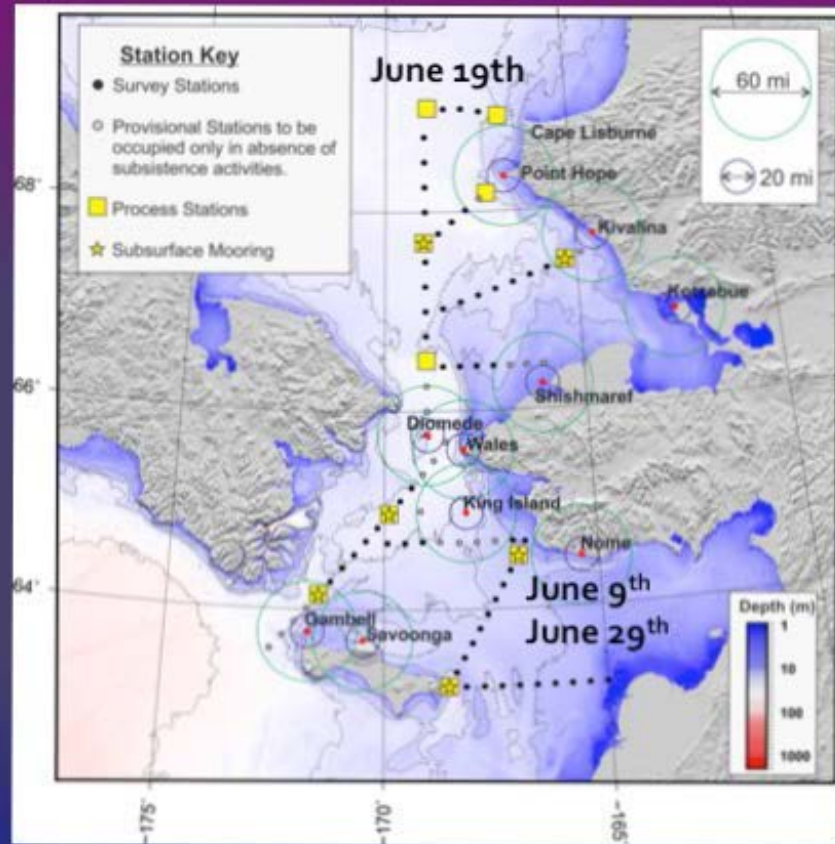 Station Key
Survey Stations
Provisional Stations to be
occupied only in absence of
subsistence activities.
Process Stations
Subsurface Mooring
June 19th
60 mi
20 mi
Cape Lisburne
Point Hope
68°
Kivalina
Kotzebue
66°
Shishmaref
Diomede
Wales
King Island
Nome
64°
June 9th
June 29th
Gambell
Savoonga
Depth (m)
1
10
100
1000
-175°
-170°
-165°